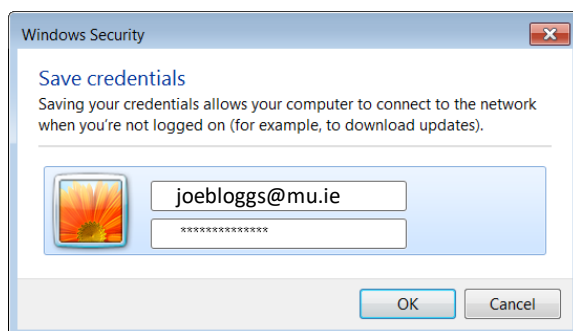 Windows Security
Save credentials
Saving your credentials allows your computer to connect to the network
when you're not logged on (for example, to download updates).
joebloggs@mu.ie
**************
OK
Cancel